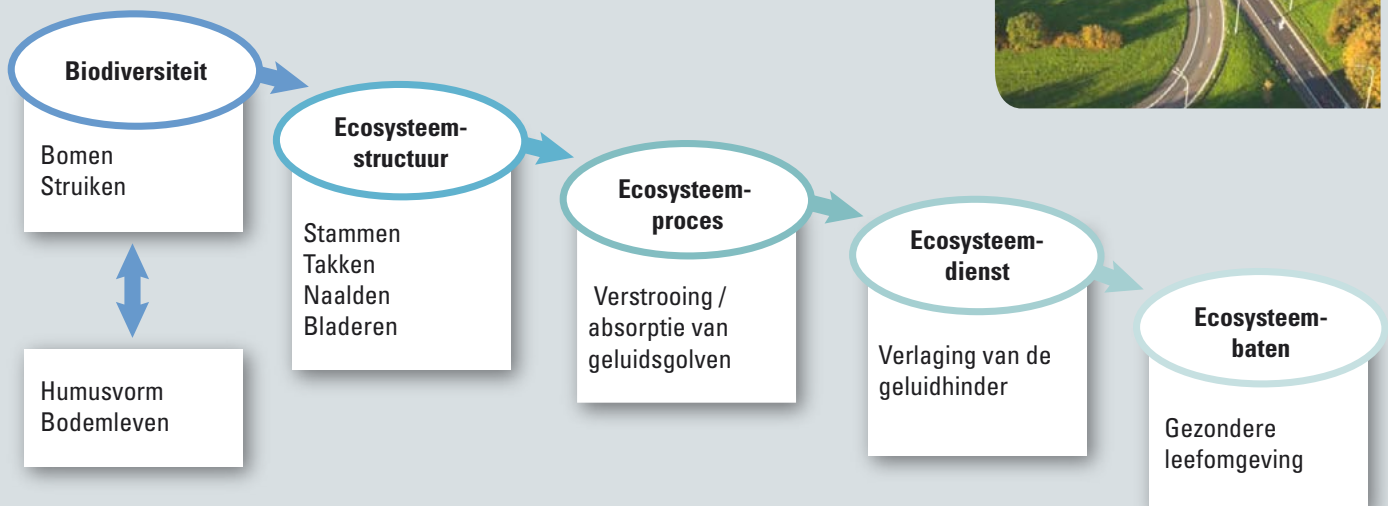 Biodiversiteit
Bomen
Struiken
Humusvorm
Bodemleven
Ecosysteem-
structuur
Stammen
Takken
Naalden
Bladeren
Ecosysteem-
proces
Verstrooing /
absorptie van
geluidsgolven
Ecosysteem-
dienst
Verlaging van de
geluidhinder
Ecosysteem-
baten
Gezondere
leefomgeving